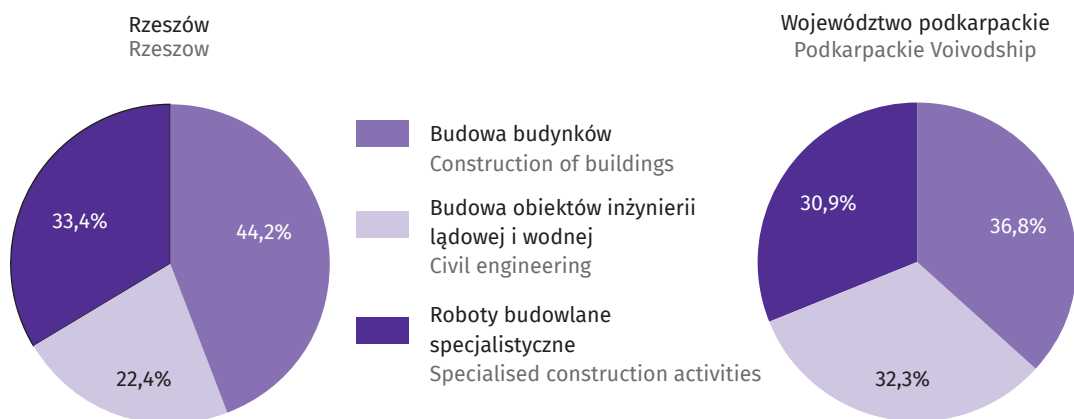 Rzeszów
Rzeszow
33,4%
44,2%
22,4%
Budowa budynków
Construction of buildings
Budowa obiektów inżynierii
lądowej i wodnej
Civil engineering
Roboty budowlane
specjalistyczne
Specialised construction activities
Województwo podkarpackie
Podkarpackie Voivodship
30,9%
36,8%
32,3%